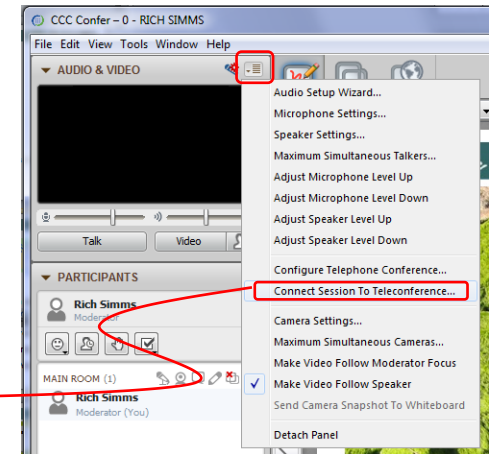 CCC Confer – 0 - RICH SIMMS
File Edit View Tools Window Help
AUDIO & VIDEO
Talk
Video
PARTICIPANTS
Rich Simms
Moderator
MAIN ROOM (1)
Rich Simms
Moderator (You)
Audio Setup Wizard...
Microphone Settings...
Speaker Settings...
Maximum Simultaneous Talkers...
Adjust Microphone Level Up
Adjust Microphone Level Down
Adjust Speaker Level Up
Adjust Speaker Level Down
Configure Telephone Conference...
Connect Session To Teleconference...
Camera Settings...
Maximum Simultaneous Cameras...
Make Video Follow Moderator Focus
Make Video Follow Speaker
Send Camera Snapshot To Whiteboard
Detach Panel